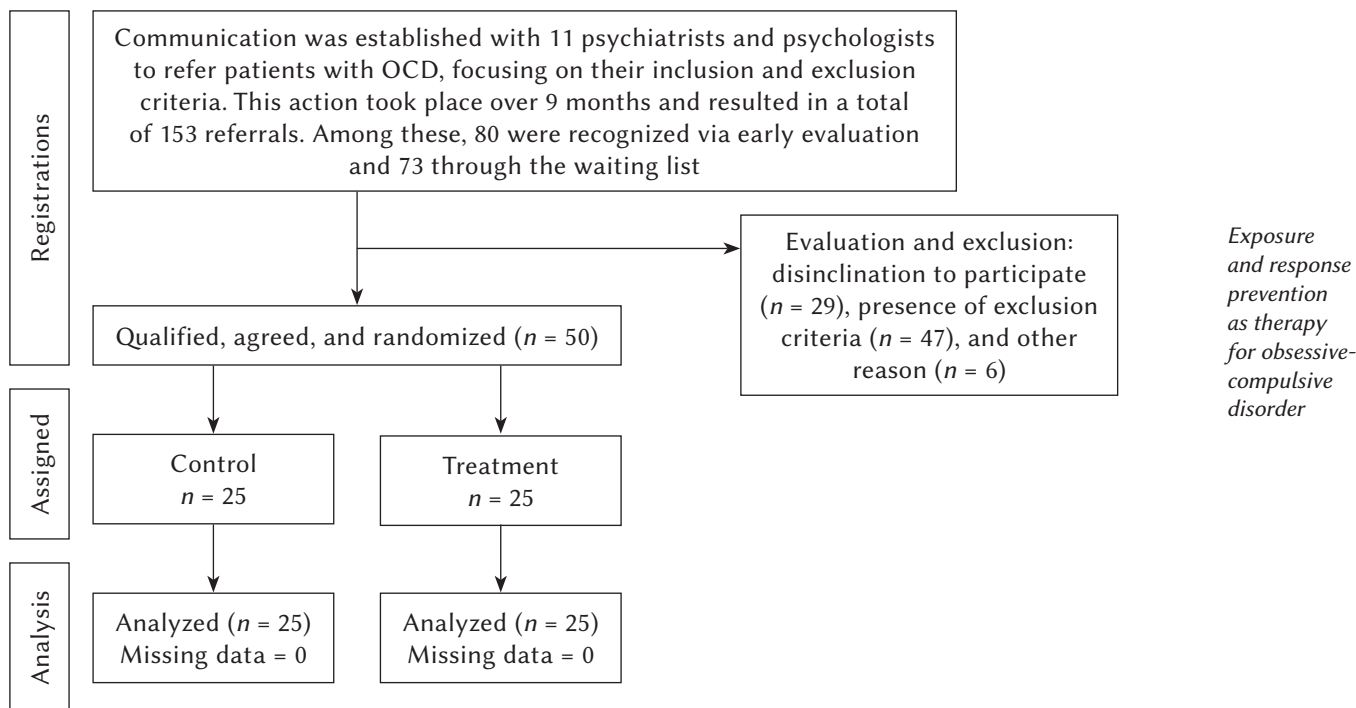 Registrations
Communication was established with 11 psychiatrists and psychologists
to refer patients with OCD, focusing on their inclusion and exclusion
criteria. This action took place over 9 months and resulted in a total
of 153 referrals. Among these, 80 were recognized via early evaluation
and 73 through the waiting list
Evaluation and exclusion:
disinclination to participate
(n = 29), presence of exclusion
criteria (n = 47), and other
reason (n = 6)
Exposure
and response
prevention
as therapy
for obsessive-
compulsive
disorder
Qualified, agreed, and randomized (n = 50)
Assigned
Control
n = 25
Treatment
n = 25
Analysis
Analyzed (n = 25)
Missing data = 0
Analyzed (n = 25)
Missing data = 0